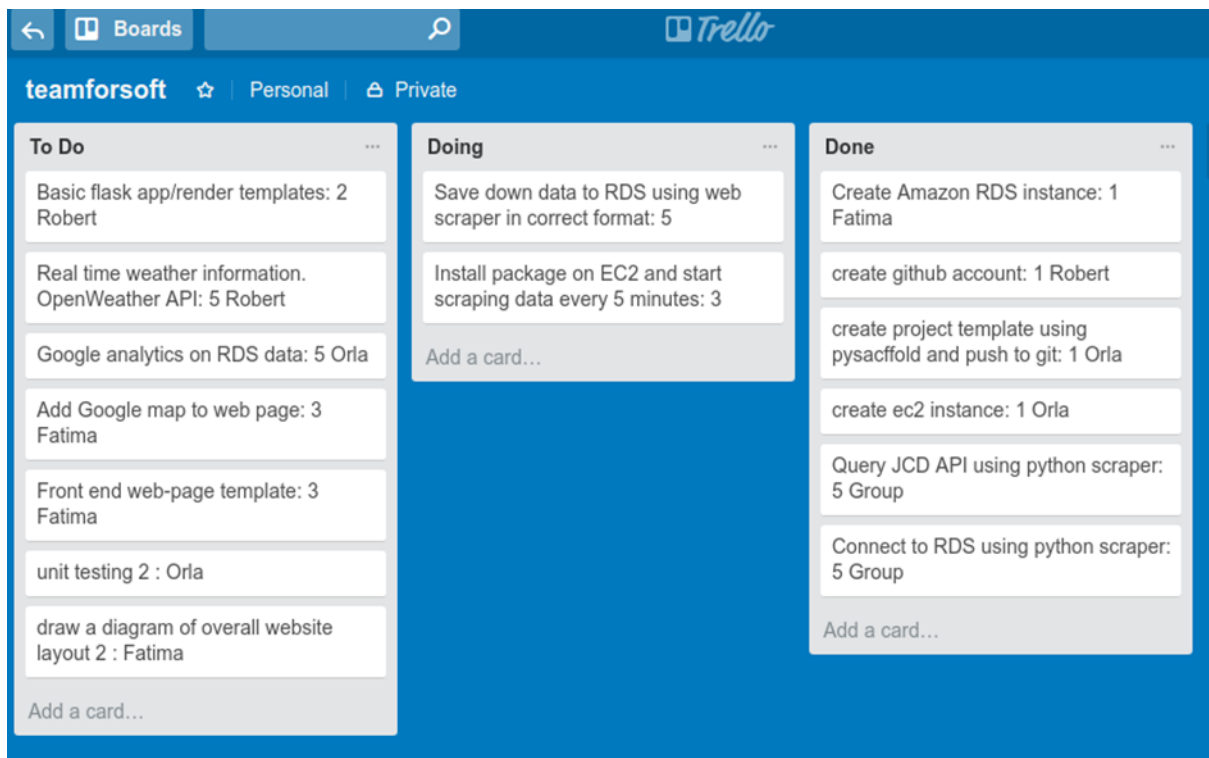 Boards
Trello
teamforsoft
Personal
Private
To Do
Basic flask app/render templates: 2
Robert
Real time weather information.
OpenWeather API: 5 Robert
Google analytics on RDS data: 5 Orla
Add Google map to web page: 3
Fatima
Front end web-page template: 3
Fatima
unit testing 2 : Orla
draw a diagram of overall website
layout 2 : Fatima
Add a card…
Doing
Save down data to RDS using web
scraper in correct format: 5
Install package on EC2 and start
scraping data every 5 minutes: 3
Add a card…
Done
Create Amazon RDS instance: 1
Fatima
create github account: 1 Robert
create project template using
pysacffold and push to git: 1 Orla
create ec2 instance: 1 Orla
Query JCD API using python scraper:
5 Group
Connect to RDS using python scraper:
5 Group
Add a card…